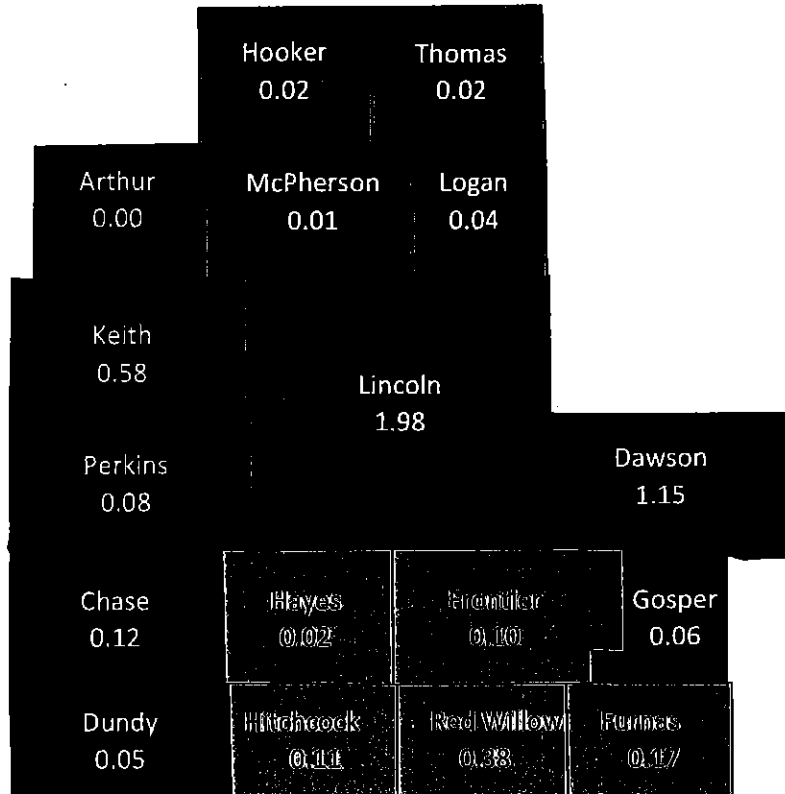 Hooker
0.02
Thomas
0.02
Arthur
0.00
McPherson
0.01
Logan
0.04
Keith
0.58
Lincoln
1.98
Perkins
0.08
Dawson
1.15
Chase
0.12
Hayes
0.02
Frontier
0.10
Gosper
0.06
Dundy
0.05
Hitchcock
0.11
Red Willow
0.38
Furnas
0.17